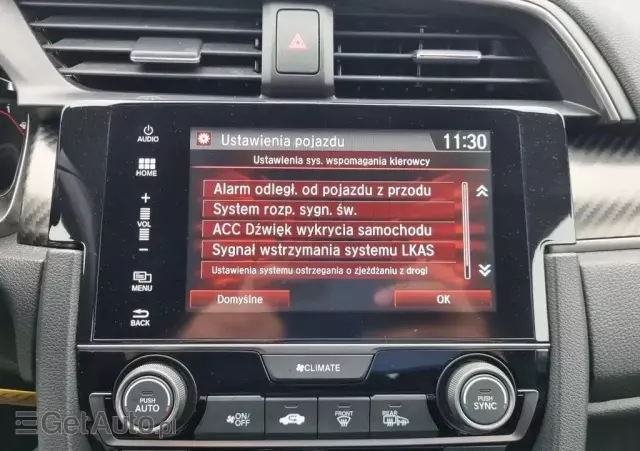 AUDIO
HOME
+
VOL
−
MENU
BACK
Ustawienia pojazdu 11:30
Ustawienia sys. wspomagania kierowcy
Alarm odległ. od pojazdu z przodu
System rozp. sygn. św.
ACC Dźwięk wykrycia samochodu
Sygnał wstrzymania systemu LKAS
Ustawienia systemu ostrzegania o zjeżdżaniu z drogi
Domyślne OK
CLIMATE
PUSH
AUTO
ON/
OFF
FRONT
REAR
PUSH
SYNC
GetAuto.pl